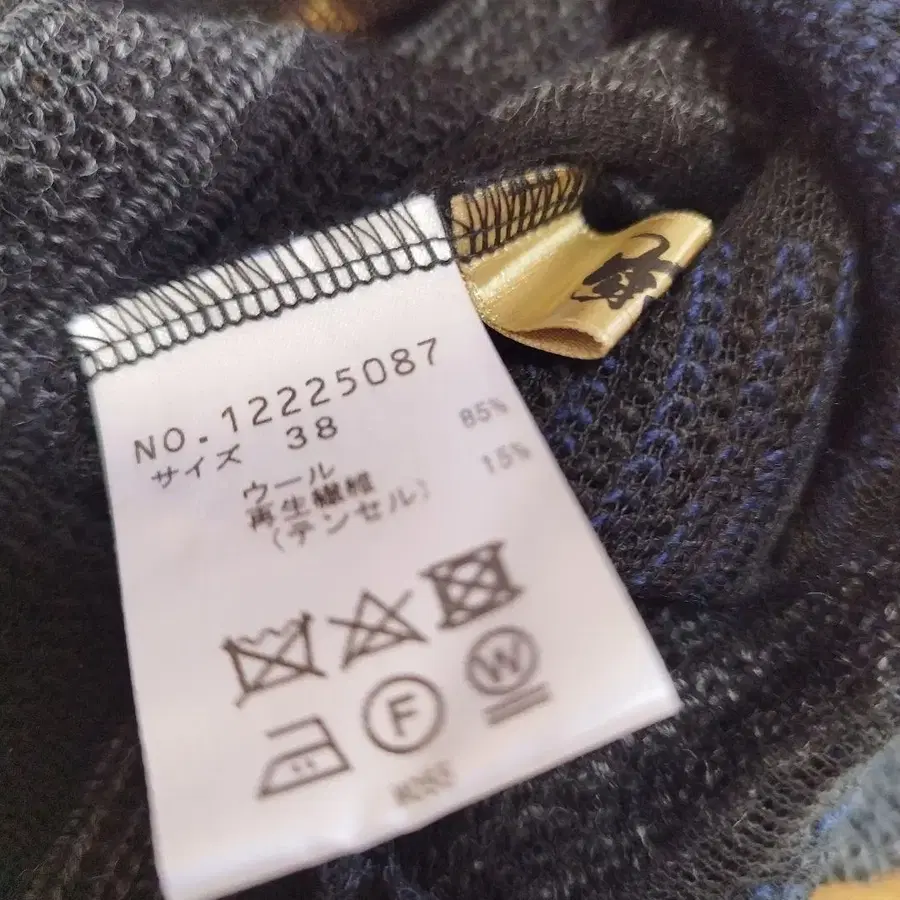 NO. 12225087
サイズ 38
ウール 85%
再生繊維 15%
(テンセル)
F
W